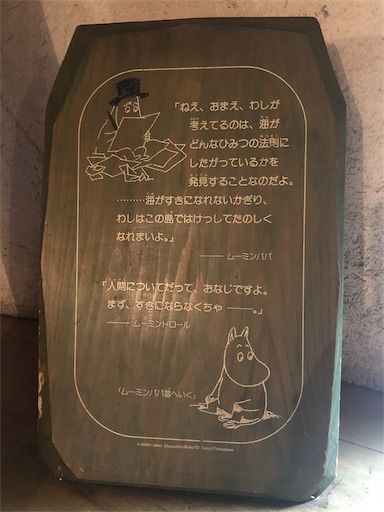 「ねえ、おまえ、わしが
考えてるのは、海が
どんなひみつの法則に
したがっているかを
発見することなのだよ。
………海がすきになれないかぎり、
わしはこの島ではけっしてたのしく
なれまいよ。」
――― ムーミンパパ
「人間についてだって、おなじですよ。
まず、すきにならなくちゃ ――。」
――― ムーミントロール
「ムーミンパパ海へいく」